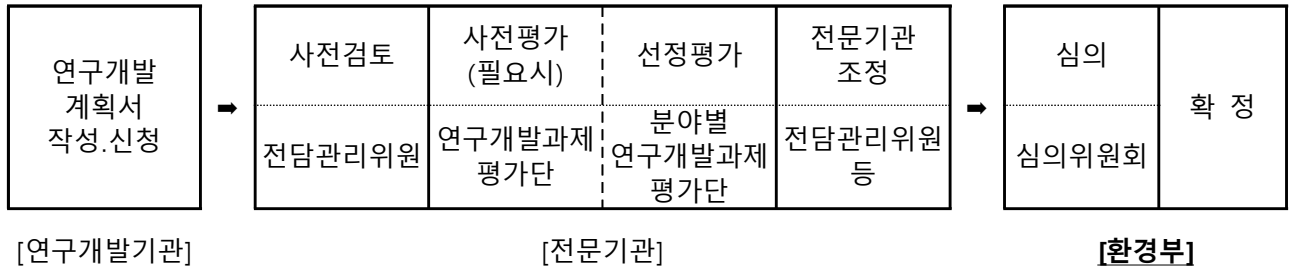 연구개발
계획서
작성.신청
➡
사전검토
사전평가
(필요시)
선정평가
전문기관
조정
전담관리위원
연구개발과제
평가단
분야별
연구개발과제
평가단
전담관리위원
등
➡
심의
심의위원회
확 정
[연구개발기관]
[전문기관]
[환경부]